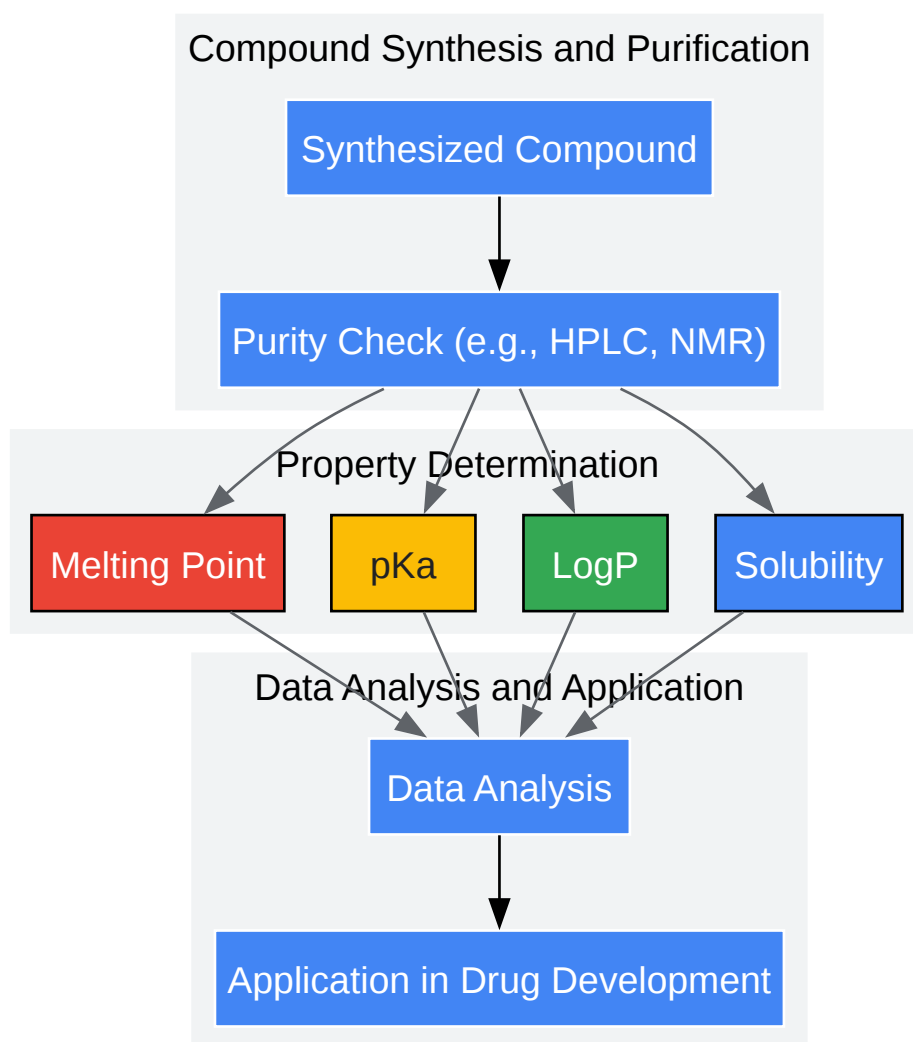 Compound Synthesis and Purification
Synthesized Compound
Purity Check (e.g., HPLC, NMR)
Property Determination
Melting Point
pKa
LogP
Solubility
Data Analysis and Application
Data Analysis
Application in Drug Development